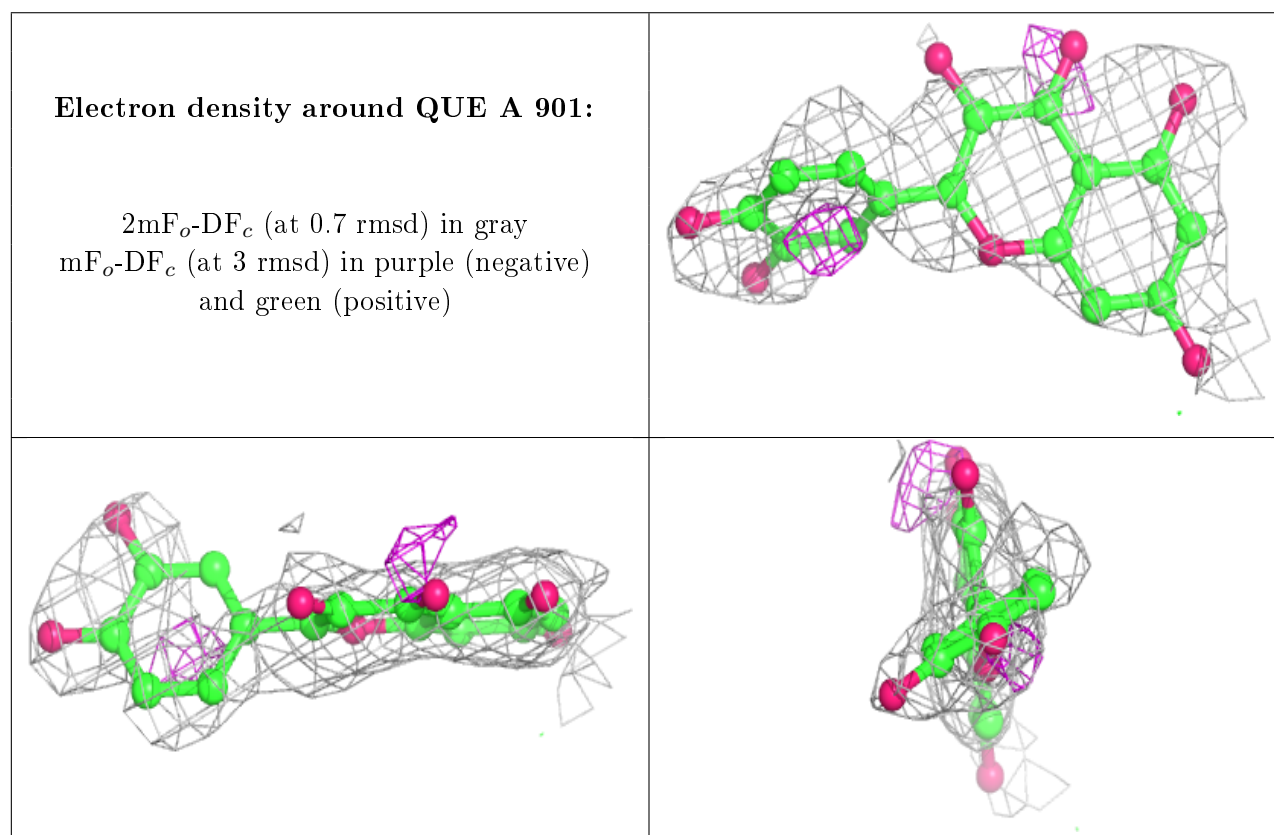 Electron density around QUE A 901:
2mFₒ-DF𝒸 (at 0.7 rmsd) in gray
mFₒ-DF𝒸 (at 3 rmsd) in purple (negative)
and green (positive)